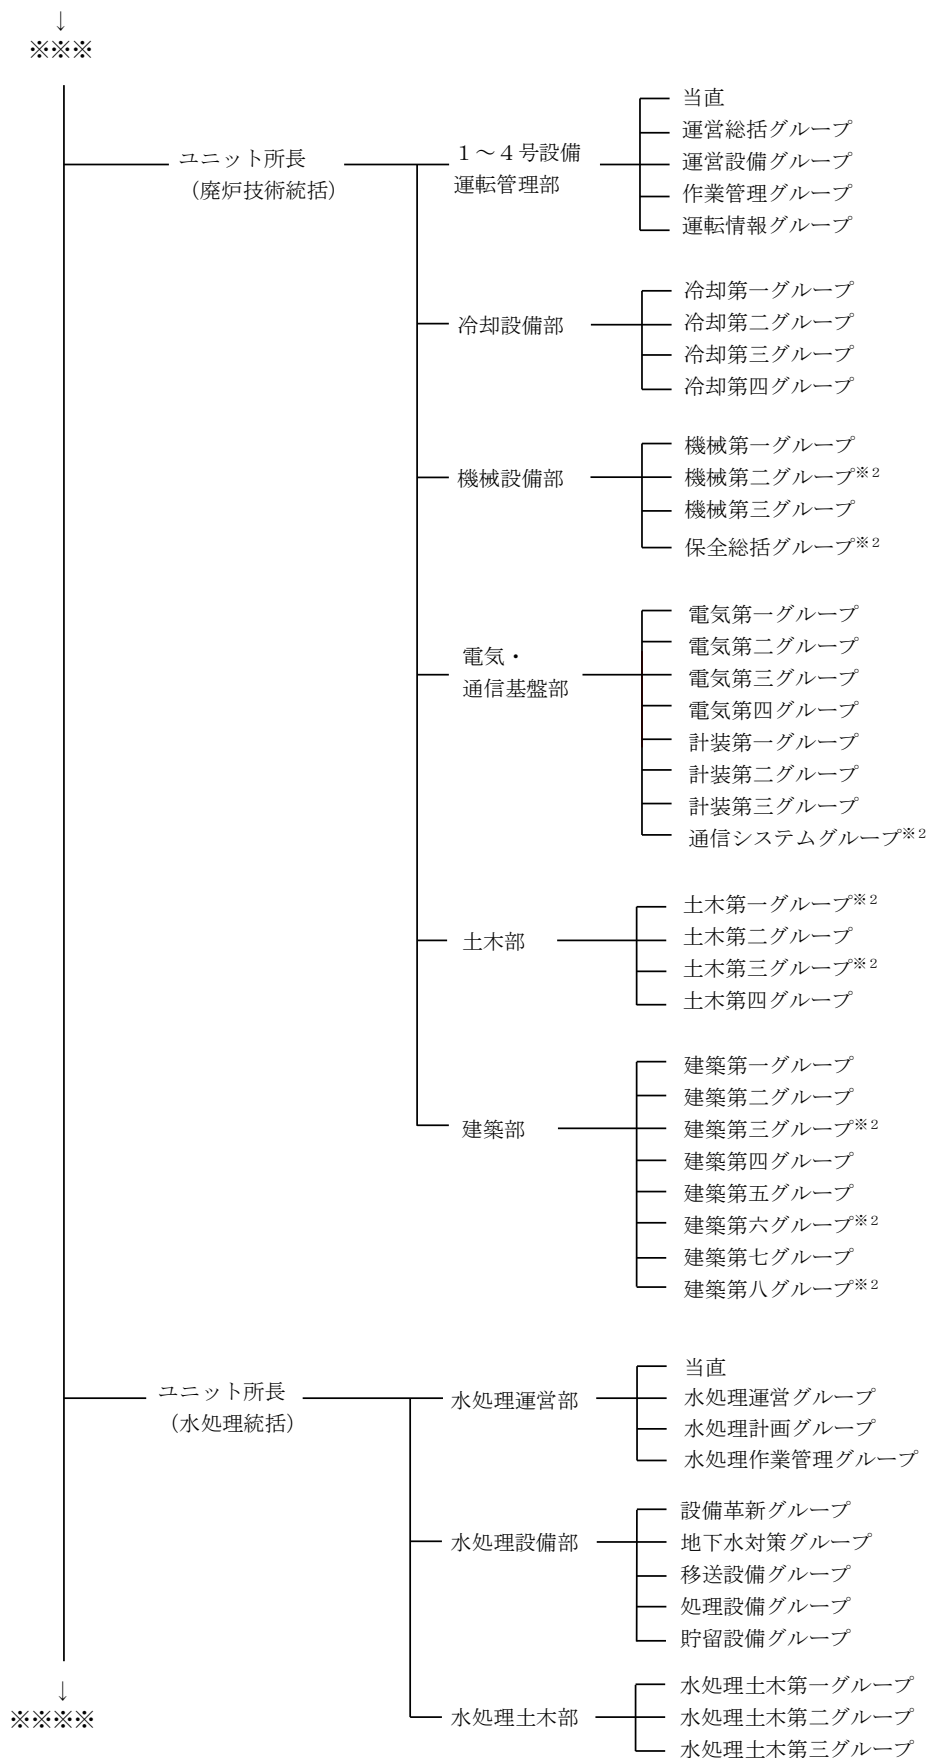 ↓
※※※
ユニット所長
（廃炉技術統括）
１～４号設備
運転管理部
当直
運営総括グループ
運営設備グループ
作業管理グループ
運転情報グループ
冷却設備部
冷却第一グループ
冷却第二グループ
冷却第三グループ
冷却第四グループ
機械設備部
機械第一グループ
機械第二グループ※２
機械第三グループ
保全総括グループ※２
電気・
通信基盤部
電気第一グループ
電気第二グループ
電気第三グループ
電気第四グループ
計装第一グループ
計装第二グループ
計装第三グループ
通信システムグループ※２
土木部
土木第一グループ※２
土木第二グループ
土木第三グループ※２
土木第四グループ
建築部
建築第一グループ
建築第二グループ
建築第三グループ※２
建築第四グループ
建築第五グループ
建築第六グループ※２
建築第七グループ
建築第八グループ※２
ユニット所長
（水処理統括）
水処理運営部
当直
水処理運営グループ
水処理計画グループ
水処理作業管理グループ
水処理設備部
設備革新グループ
地下水対策グループ
移送設備グループ
処理設備グループ
貯留設備グループ
水処理土木部
水処理土木第一グループ
水処理土木第二グループ
水処理土木第三グループ
↓
※※※※